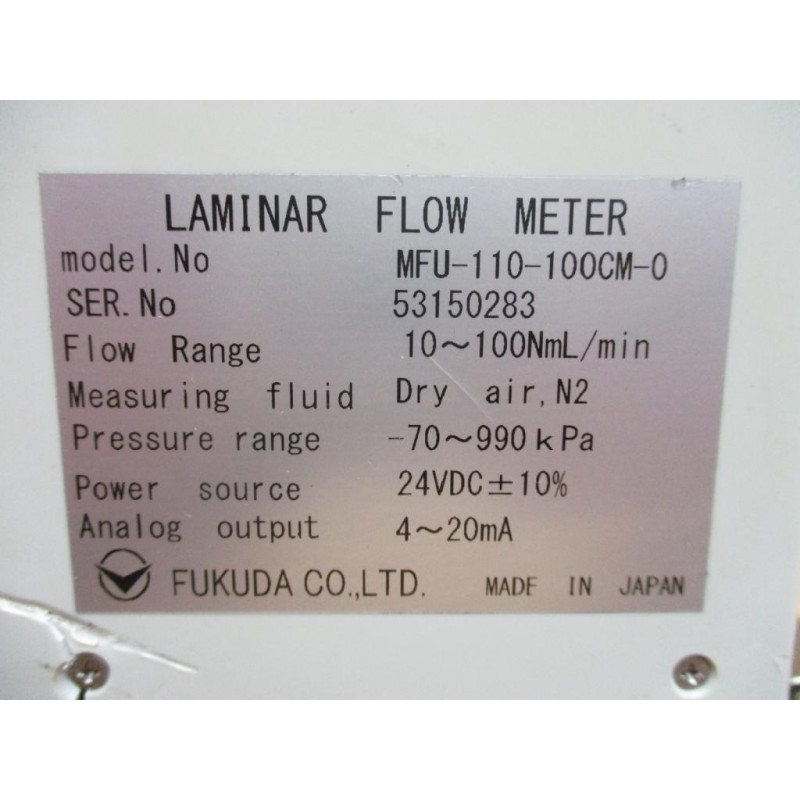 LAMINAR FLOW METER
model.No MFU-110-100CM-0
SER.No 53150283
Flow Range 10~100NmL/min
Measuring fluid Dry air,N2
Pressure range -70~990kPa
Power source 24VDC±10%
Analog output 4~20mA
FUKUDA CO.,LTD. MADE IN JAPAN